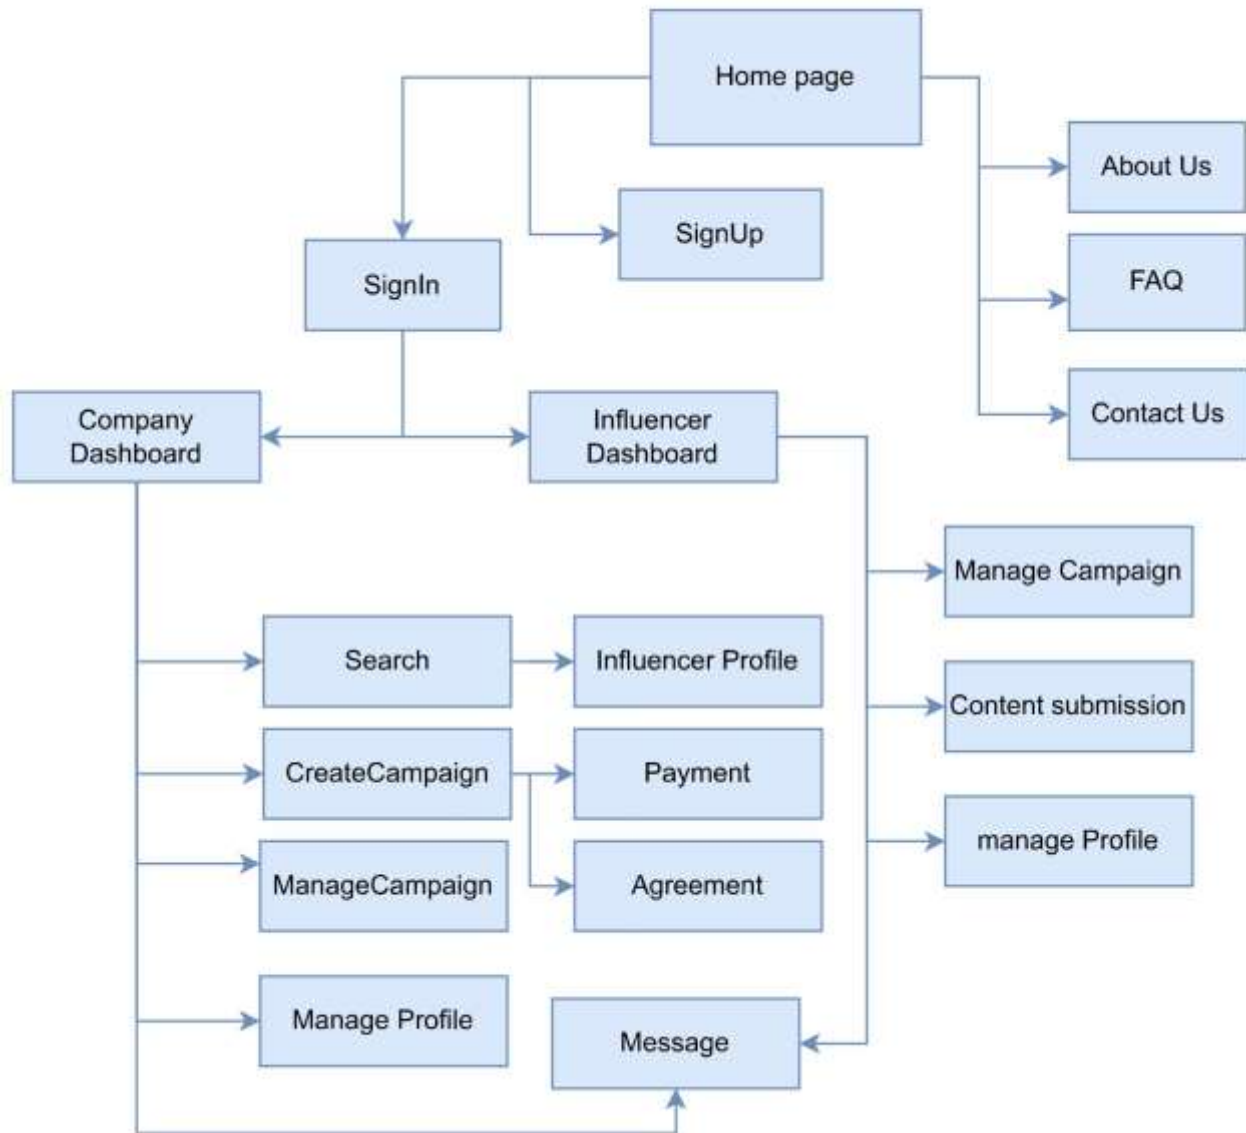 Home page
About Us
SignUp
FAQ
SignIn
Contact Us
Company
Dashboard
Influencer
Dashboard
Manage Campaign
Search
Influencer Profile
Content submission
CreateCampaign
Payment
manage Profile
ManageCampaign
Agreement
Manage Profile
Message